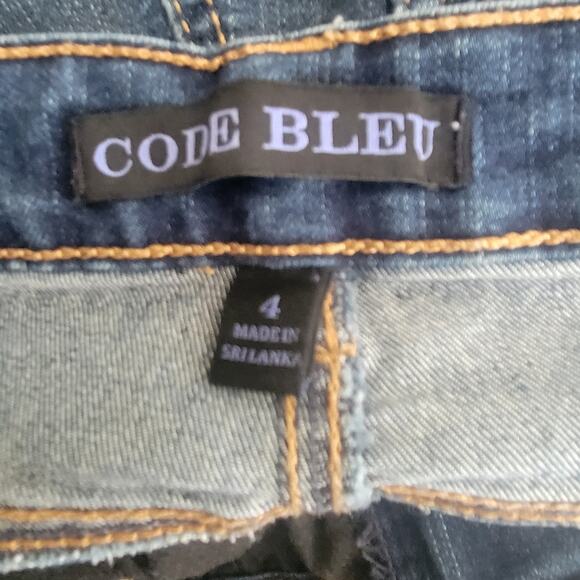 CODE BLEU
4
MADE IN
SRI LANKA